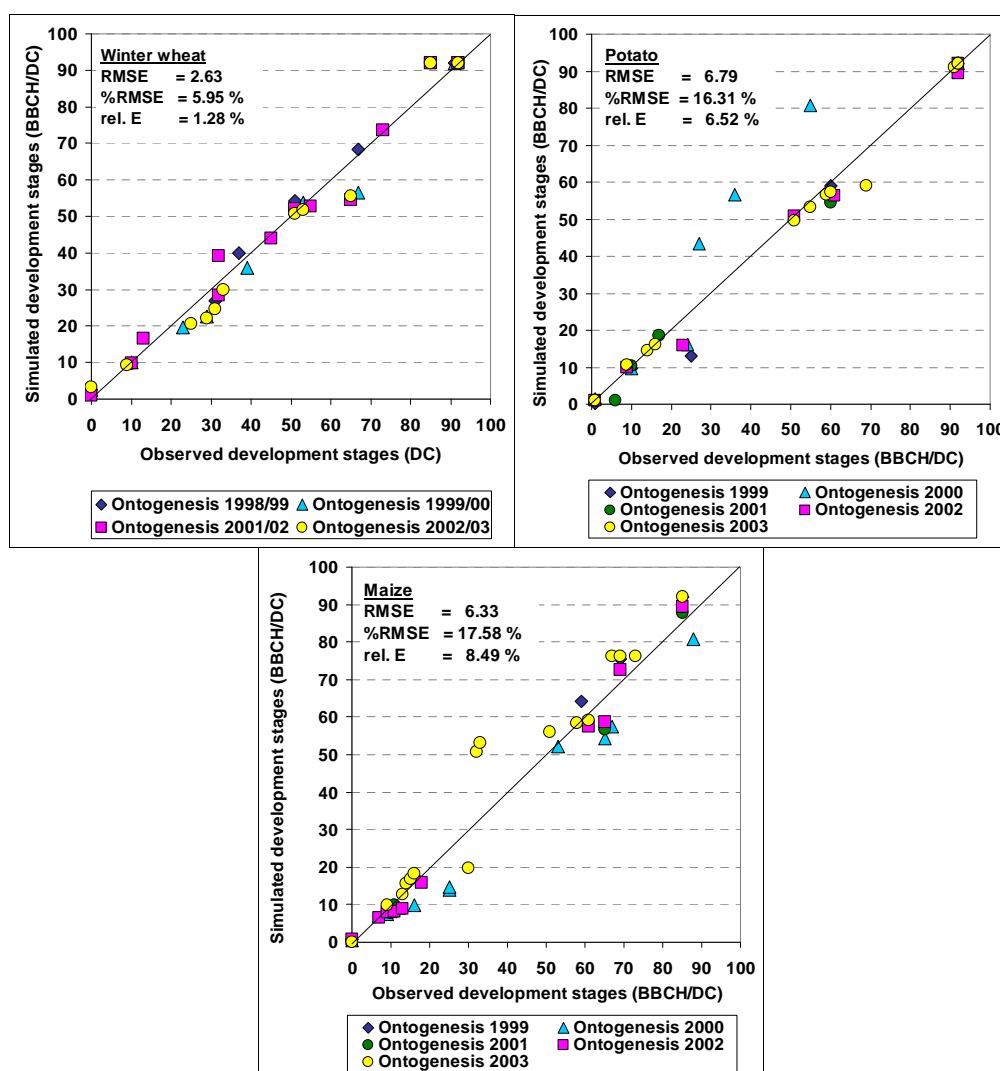 Winter wheat
RMSE = 2.63
%RMSE = 5.95 %
rel. E = 1.28 %
Simulated development stages (BBCH/DC)
100
90
80
70
60
50
40
30
20
10
0
0 10 20 30 40 50 60 70 80 90 100
Observed development stages (DC)
Ontogenesis 1998/99 Ontogenesis 1999/00
Ontogenesis 2001/02 Ontogenesis 2002/03
Potato
RMSE = 6.79
%RMSE = 16.31 %
rel. E = 6.52 %
Simulated development stages (BBCH/DC)
100
90
80
70
60
50
40
30
20
10
0
0 10 20 30 40 50 60 70 80 90 100
Observed development stages (BBCH/DC)
Ontogenesis 1999 Ontogenesis 2000
Ontogenesis 2001 Ontogenesis 2002
Ontogenesis 2003
Maize
RMSE = 6.33
%RMSE = 17.58 %
rel. E = 8.49 %
Simulated development stages (BBCH/DC)
100
90
80
70
60
50
40
30
20
10
0
0 10 20 30 40 50 60 70 80 90 100
Observed development stages (BBCH/DC)
Ontogenesis 1999 Ontogenesis 2000
Ontogenesis 2001 Ontogenesis 2002
Ontogenesis 2003